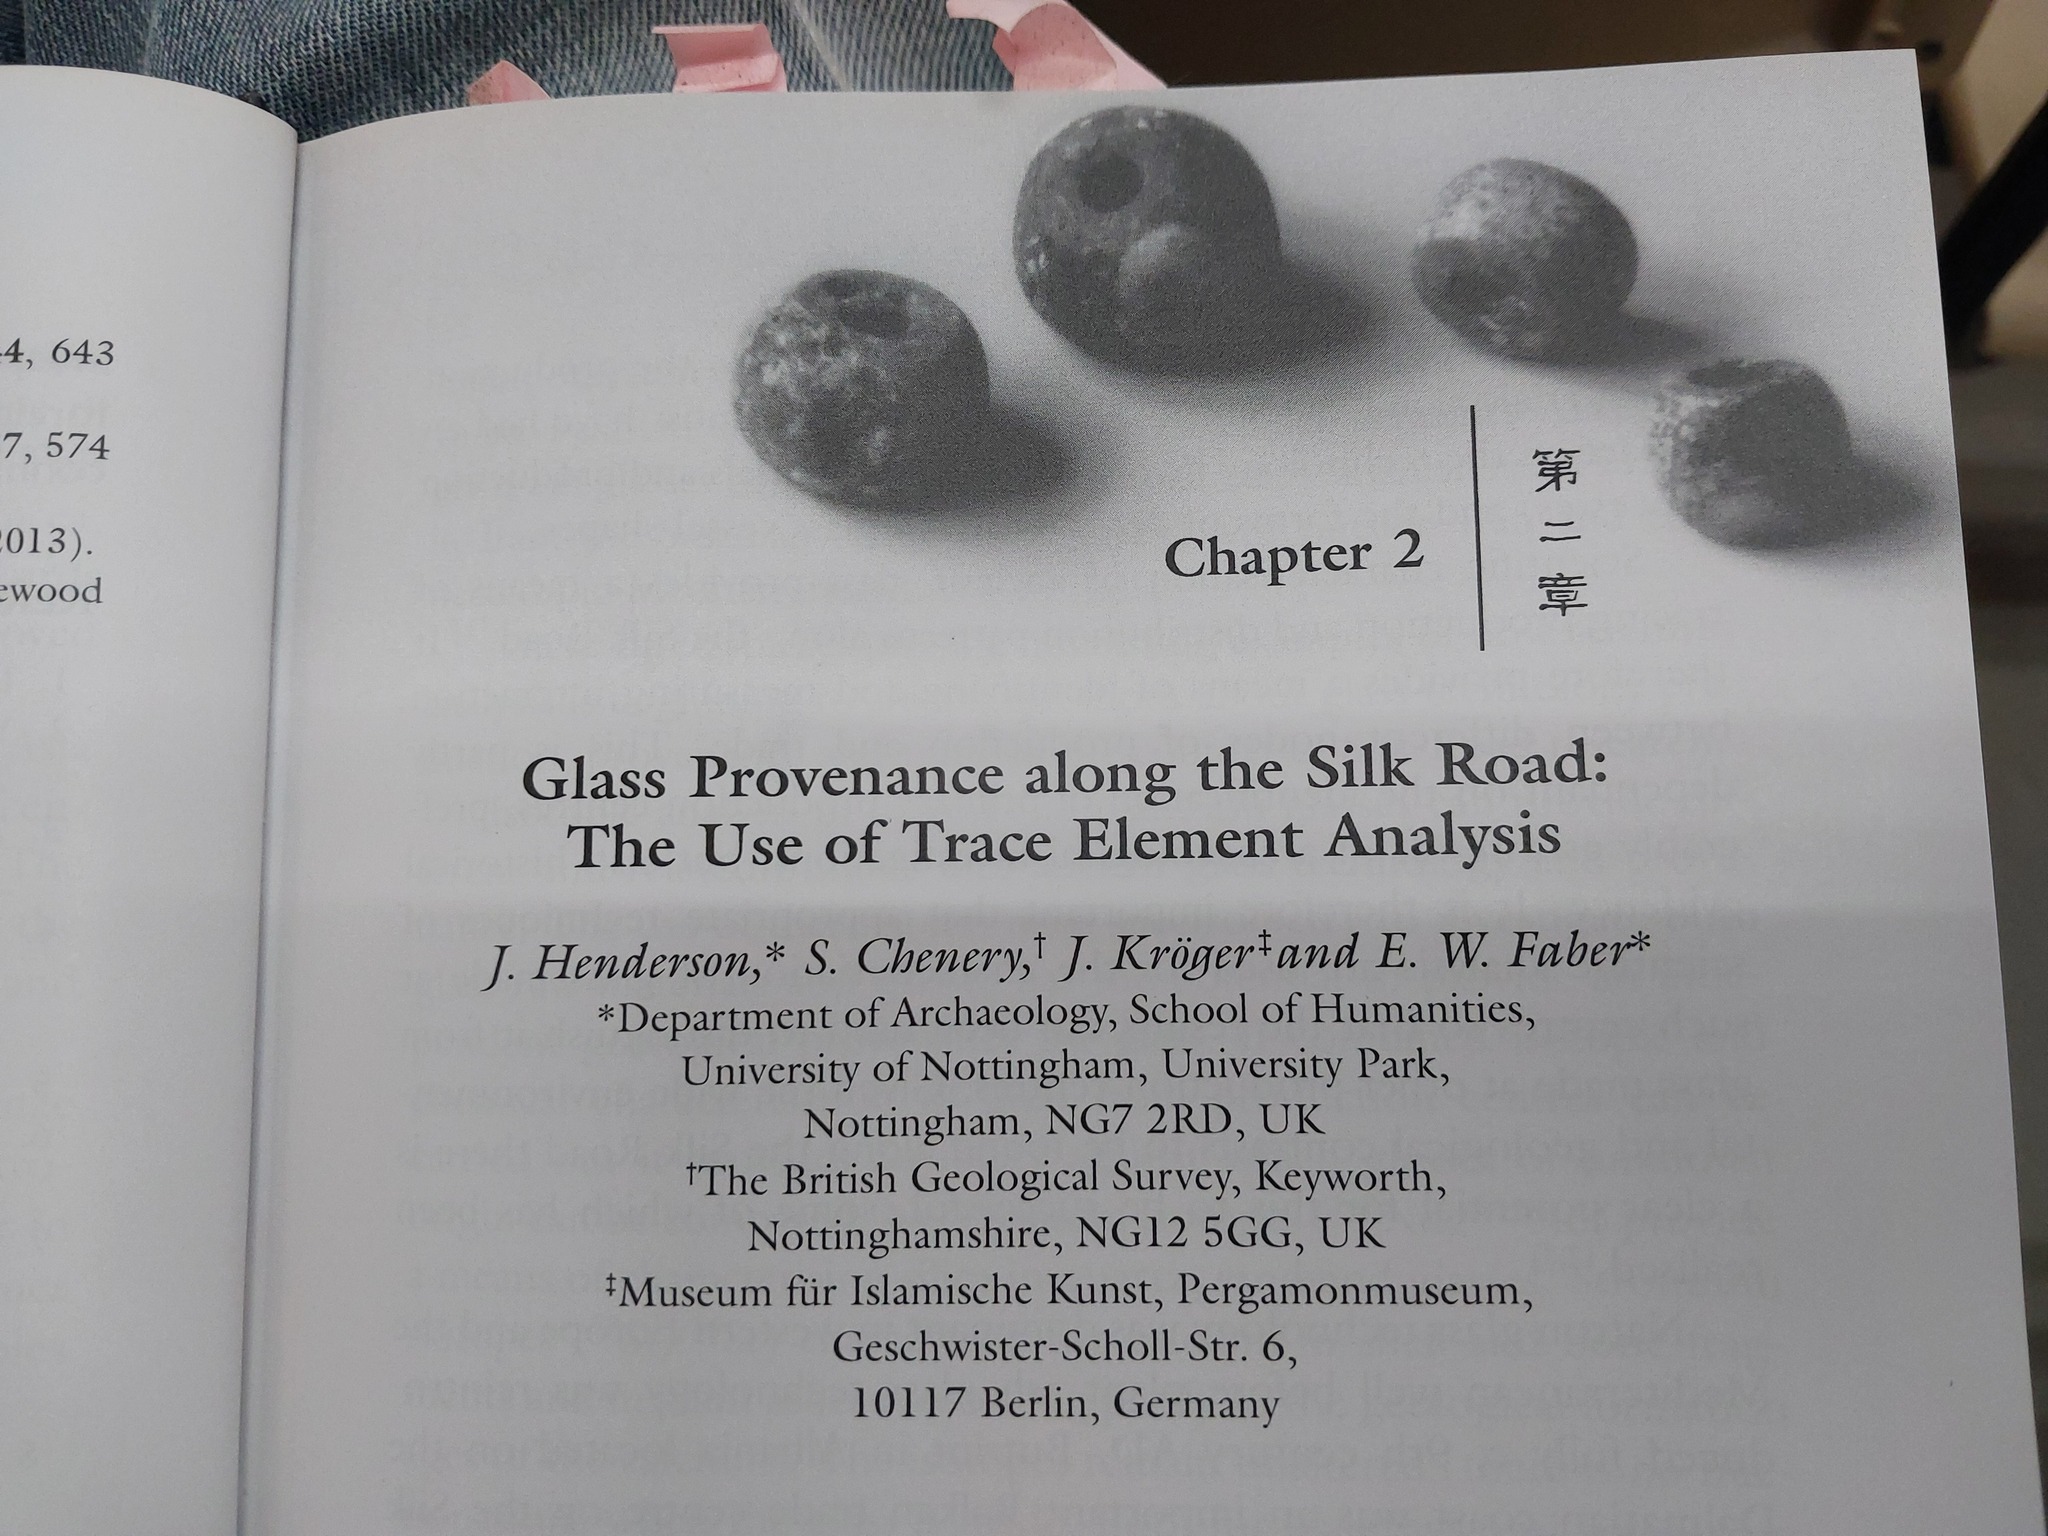 4, 643
7, 574
2013).
ewood
Chapter 2
第
二
章
Glass Provenance along the Silk Road:
The Use of Trace Element Analysis
J. Henderson,* S. Chenery,† J. Kröger‡ and E. W. Faber*
*Department of Archaeology, School of Humanities,
University of Nottingham, University Park,
Nottingham, NG7 2RD, UK
†The British Geological Survey, Keyworth,
Nottinghamshire, NG12 5GG, UK
‡Museum für Islamische Kunst, Pergamonmuseum,
Geschwister-Scholl-Str. 6,
10117 Berlin, Germany